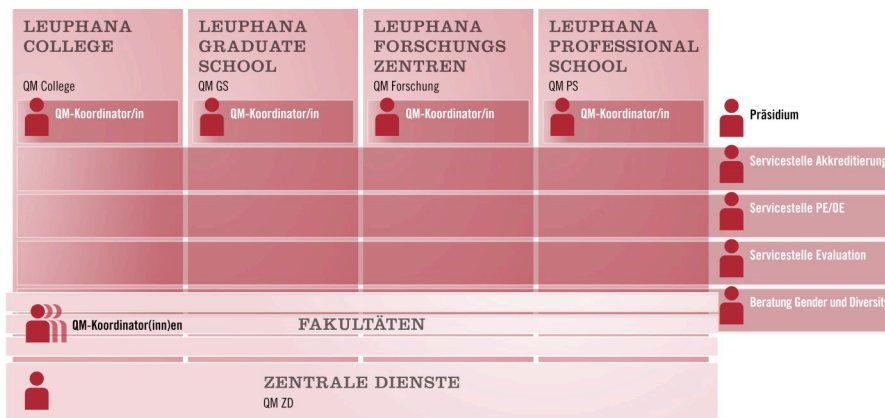 LEUPHANA
COLLEGE
QM College
QM-Koordinator/in
LEUPHANA
GRADUATE
SCHOOL
QM GS
QM-Koordinator/in
LEUPHANA
FORSCHUNGS
ZENTREN
QM Forschung
QM-Koordinator/in
LEUPHANA
PROFESSIONAL
SCHOOL
QM PS
QM-Koordinator/in
Präsidium
Servicestelle Akkreditierung
Servicestelle PE/OE
Servicestelle Evaluation
Beratung Gender und Diversity
QM-Koordinator(inn)en
FAKULTÄTEN
ZENTRALE DIENSTE
QM ZD